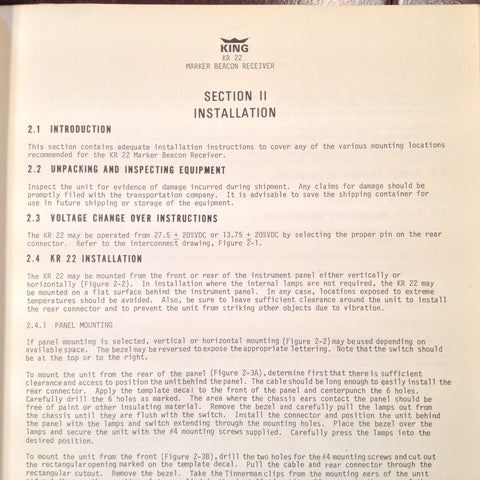 KING
KR 22
MARKER BEACON RECEIVER
SECTION II
INSTALLATION
2.1 INTRODUCTION
This section contains adequate installation instructions to cover any of the various mounting locations
recommended for the KR 22 Marker Beacon Receiver.
2.2 UNPACKING AND INSPECTING EQUIPMENT
Inspect the unit for evidence of damage incurred during shipment. Any claims for damage should be
promptly filed with the transportation company. It is advisable to save the shipping container for
use in future shipping or storage of the equipment.
2.3 VOLTAGE CHANGE OVER INSTRUCTIONS
The KR 22 may be operated from 27.5 ± 20%VDC or 13.75 ± 20%VDC by selecting the proper pin on the rear
connector. Refer to the interconnect drawing, Figure 2-1.
2.4 KR 22 INSTALLATION
The KR 22 may be mounted from the front or rear of the instrument panel either vertically or
horizontally (Figure 2-2). In installation where the internal lamps are not required, the KR 22 may
be mounted on a flat surface behind the instrument panel. In any case, locations exposed to extreme
temperatures should be avoided. Also, be sure to leave sufficient clearance around the unit to install
the rear connector and to prevent the unit from striking other objects due to vibration.
2.4.1 PANEL MOUNTING
If panel mounting is selected, vertical or horizontal mounting (Figure 2-2) may be used depending on
available space. The bezel may be reversed to expose the appropriate lettering. Note that the switch should
be at the top or to the right.
To mount the unit from the rear of the panel (Figure 2-3A), determine first that there is sufficient
clearance and access to position the unit behind the panel. The cable should be long enough to easily install the
rear connector. Apply the template decal to the front of the panel and centerpunch the 6 holes.
Carefully drill the 6 holes as marked. The area where the chassis ears contact the panel should be
free of paint or other insulating material. Remove the bezel and carefully pull the lamps out from
the chassis until they are flush with the switch. Install the connector and position the unit behind
the panel with the lamps and switch extending through the mounting holes. Place the bezel over the
lamps and secure the unit with the #4 mounting screws supplied. Carefully press the lamps into the
desired position.
To mount the unit from the front (Figure 2-3B), drill the two holes for the #4 mounting screws and cut out
the rectangular opening marked on the template decal. Pull the cable and rear connector through the
rectangular cutout. Remove the bezel. Take the Tinnerman clips from the mounting ears of the